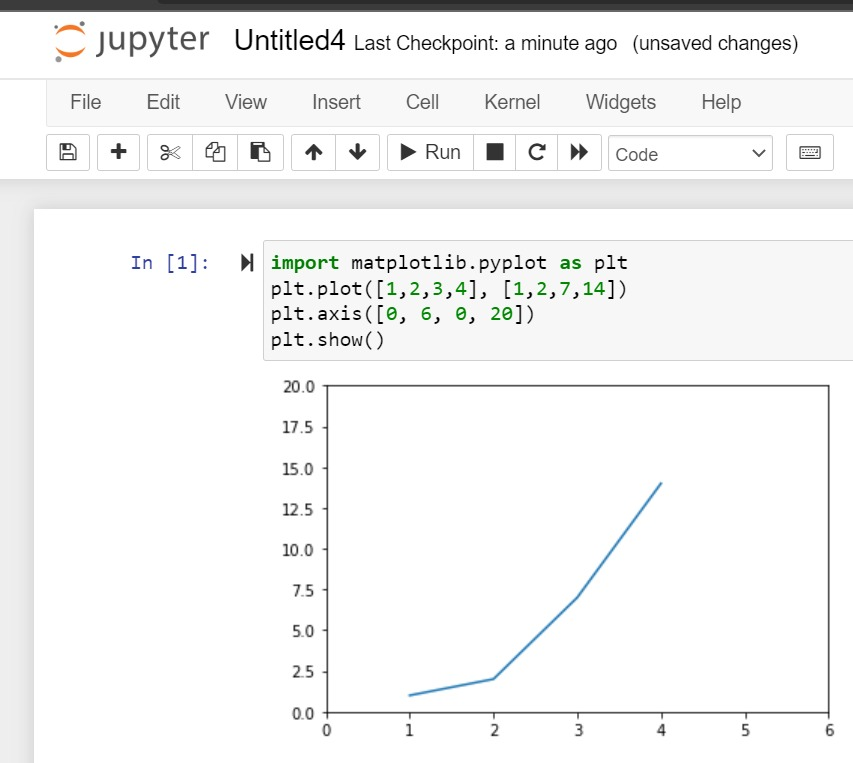 jupyter Untitled4 Last Checkpoint: a minute ago (unsaved changes)
File Edit View Insert Cell Kernel Widgets Help
Run Code
In [1]:
import matplotlib.pyplot as plt
plt.plot([1,2,3,4], [1,2,7,14])
plt.axis([0, 6, 0, 20])
plt.show()
20.0
17.5
15.0
12.5
10.0
7.5
5.0
2.5
0.0
0 1 2 3 4 5 6